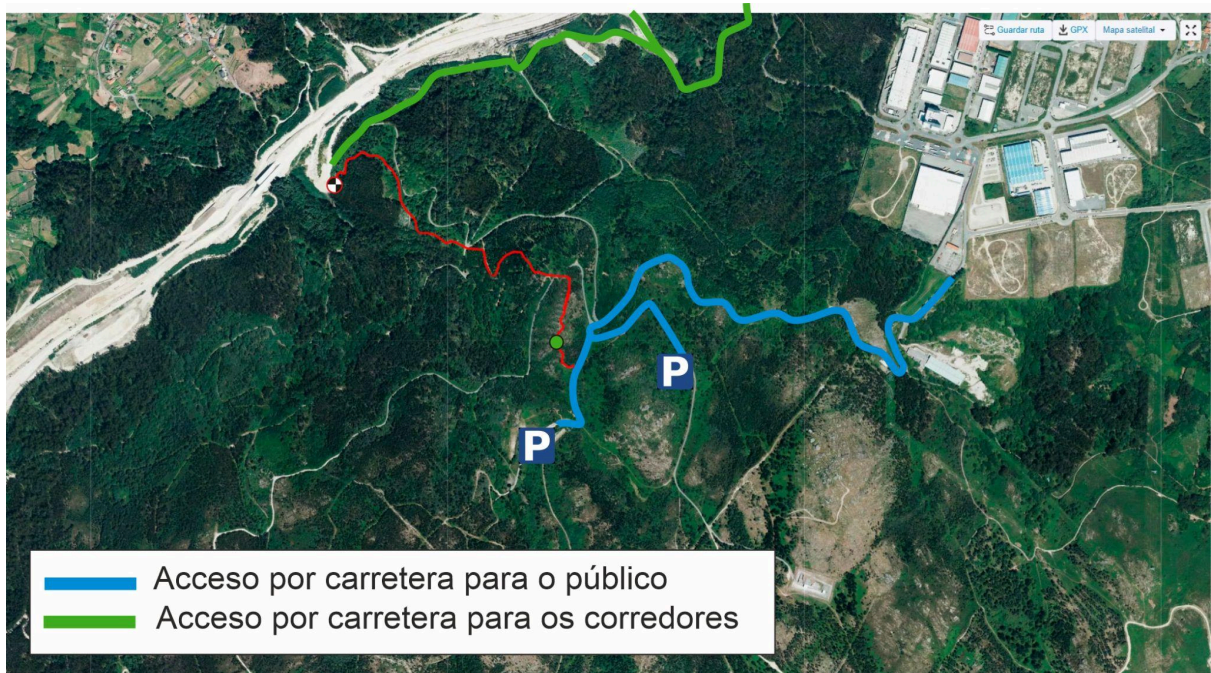 Guardar ruta
GPX
Mapa satelital
P
P
Acceso por carretera para o público
Acceso por carretera para os corredores